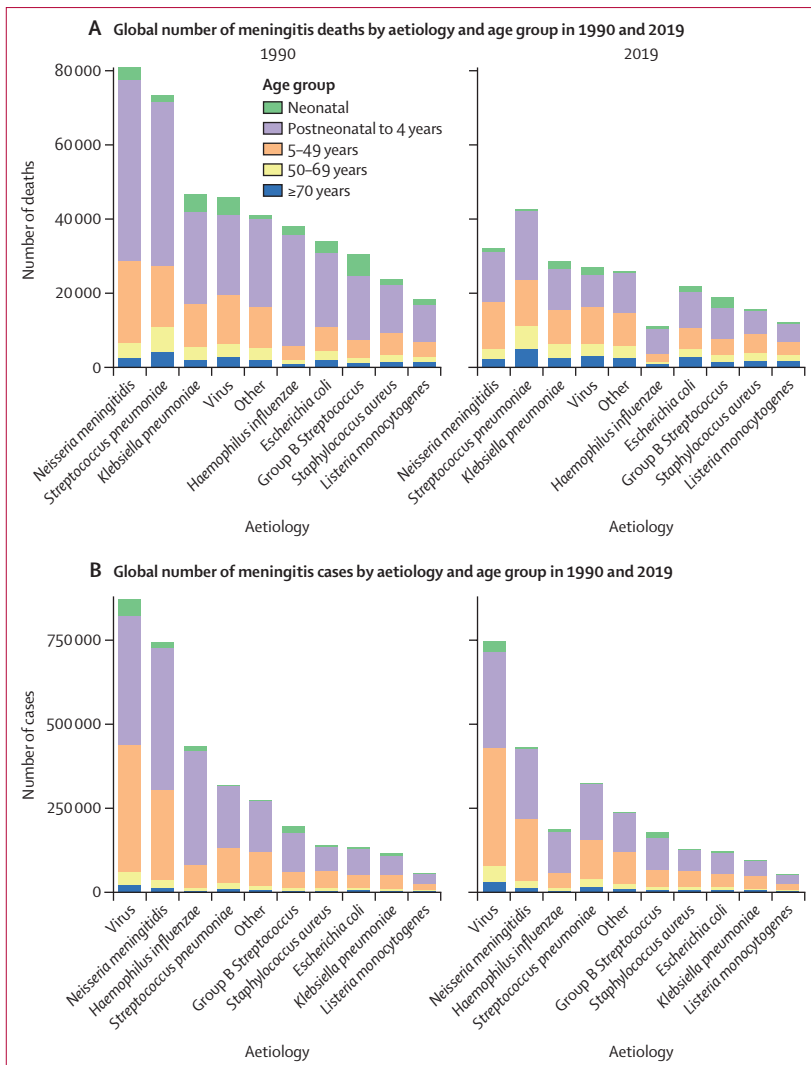 A Global number of meningitis deaths by aetiology and age group in 1990 and 2019
1990
2019
Age group
Neonatal
Postneonatal to 4 years
5–49 years
50–69 years
≥70 years
Number of deaths
80 000
60 000
40 000
20 000
0
Neisseria meningitidis
Streptococcus pneumoniae
Klebsiella pneumoniae
Virus
Other
Haemophilus influenzae
Escherichia coli
Group B Streptococcus
Staphylococcus aureus
Listeria monocytogenes
Aetiology
Neisseria meningitidis
Streptococcus pneumoniae
Klebsiella pneumoniae
Virus
Other
Haemophilus influenzae
Escherichia coli
Group B Streptococcus
Staphylococcus aureus
Listeria monocytogenes
Aetiology
B Global number of meningitis cases by aetiology and age group in 1990 and 2019
Number of cases
750 000
500 000
250 000
0
Virus
Neisseria meningitidis
Haemophilus influenzae
Streptococcus pneumoniae
Other
Group B Streptococcus
Staphylococcus aureus
Escherichia coli
Klebsiella pneumoniae
Listeria monocytogenes
Aetiology
Virus
Neisseria meningitidis
Haemophilus influenzae
Streptococcus pneumoniae
Other
Group B Streptococcus
Staphylococcus aureus
Escherichia coli
Klebsiella pneumoniae
Listeria monocytogenes
Aetiology